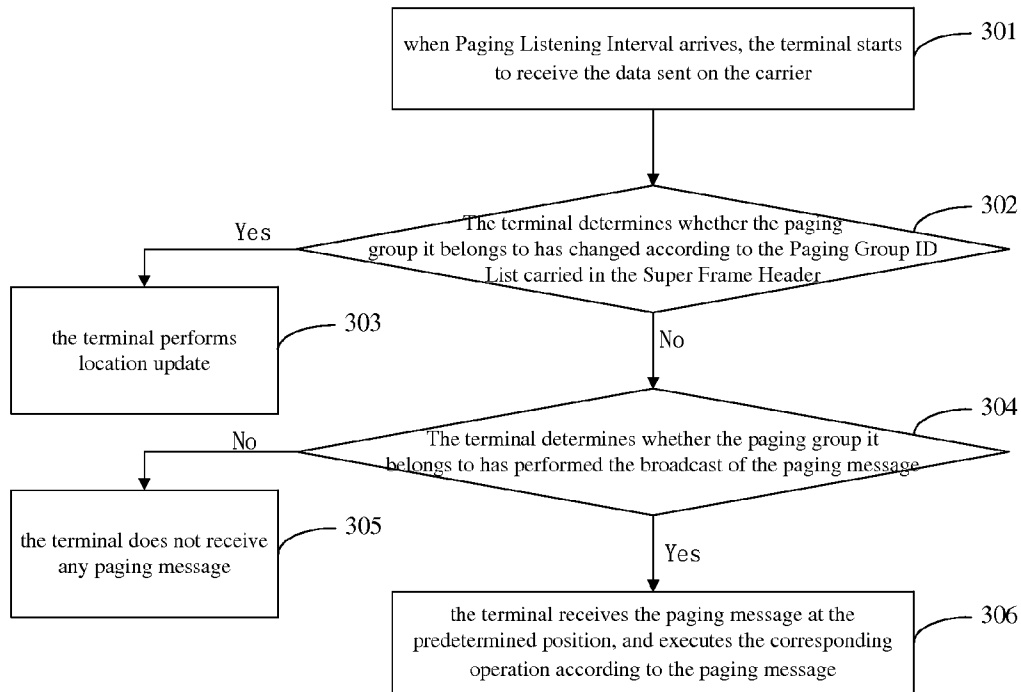 when Paging Listening Interval arrives, the terminal starts
to receive the data sent on the carrier
301
The terminal determines whether the paging
group it belongs to has changed according to the Paging Group ID
List carried in the Super Frame Header
302
Yes
the terminal performs
location update
303
No
The terminal determines whether the paging group it
belongs to has performed the broadcast of the paging message
304
No
the terminal does not receive
any paging message
305
Yes
the terminal receives the paging message at the
predetermined position, and executes the corresponding
operation according to the paging message
306